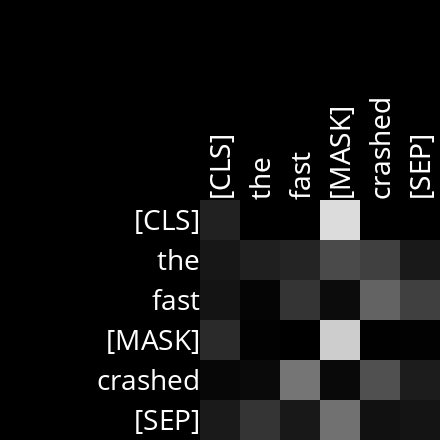 [CLS] the fast [MASK] crashed [SEP]
[CLS]
the
fast
[MASK]
crashed
[SEP]